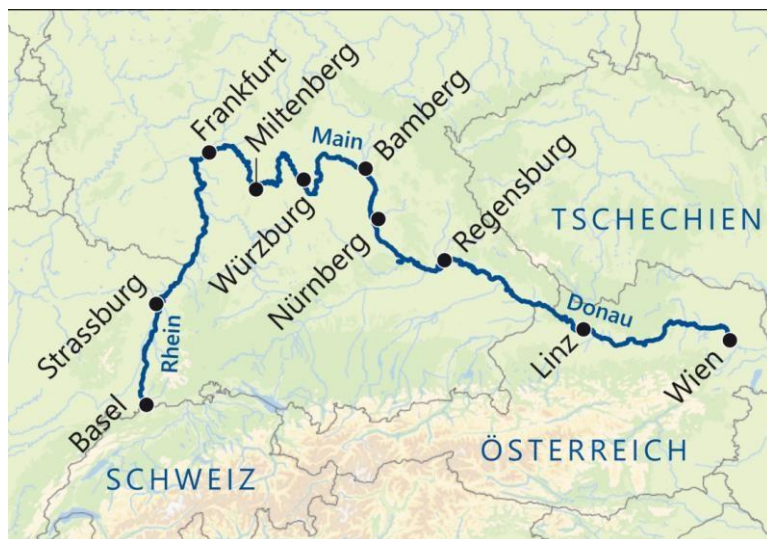 Frankfurt
Miltenberg
Main
Bamberg
Würzburg
Nürnberg
Regensburg
TSCHECHIEN
Strassburg
Rhein
Donau
Linz
Wien
Basel
SCHWEIZ
ÖSTERREICH